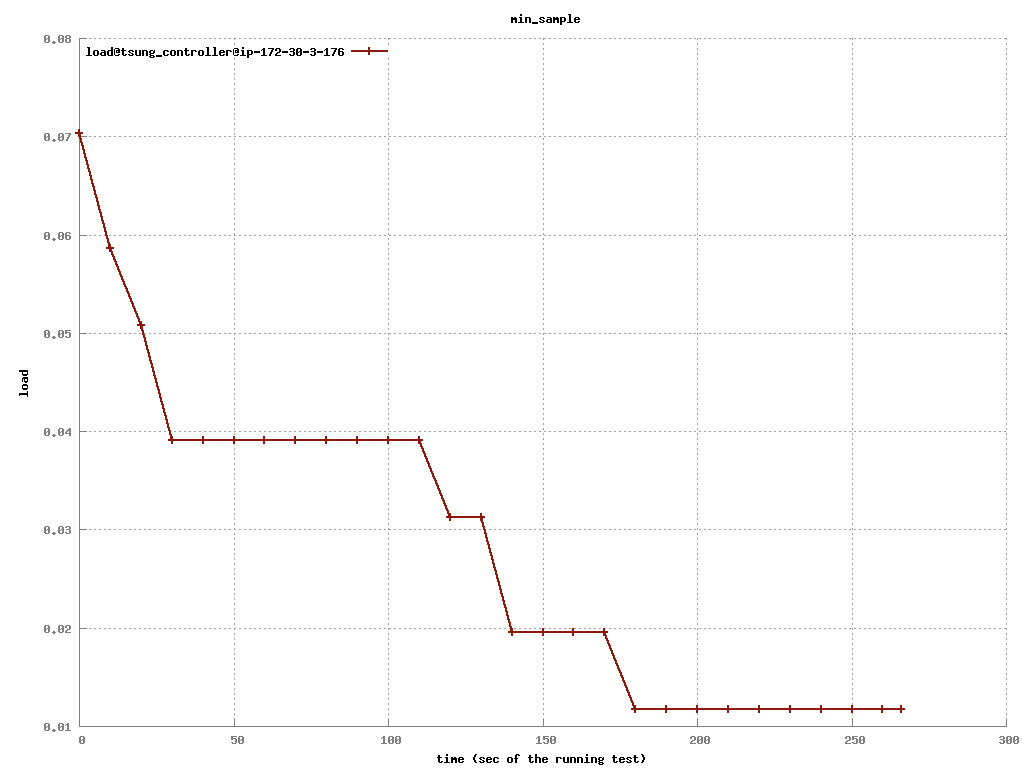 min_sample
load@tsung_controller@ip-172-30-3-176
0.08
0.07
0.06
0.05
0.04
0.03
0.02
0.01
load
0 50 100 150 200 250 300
time (sec of the running test)